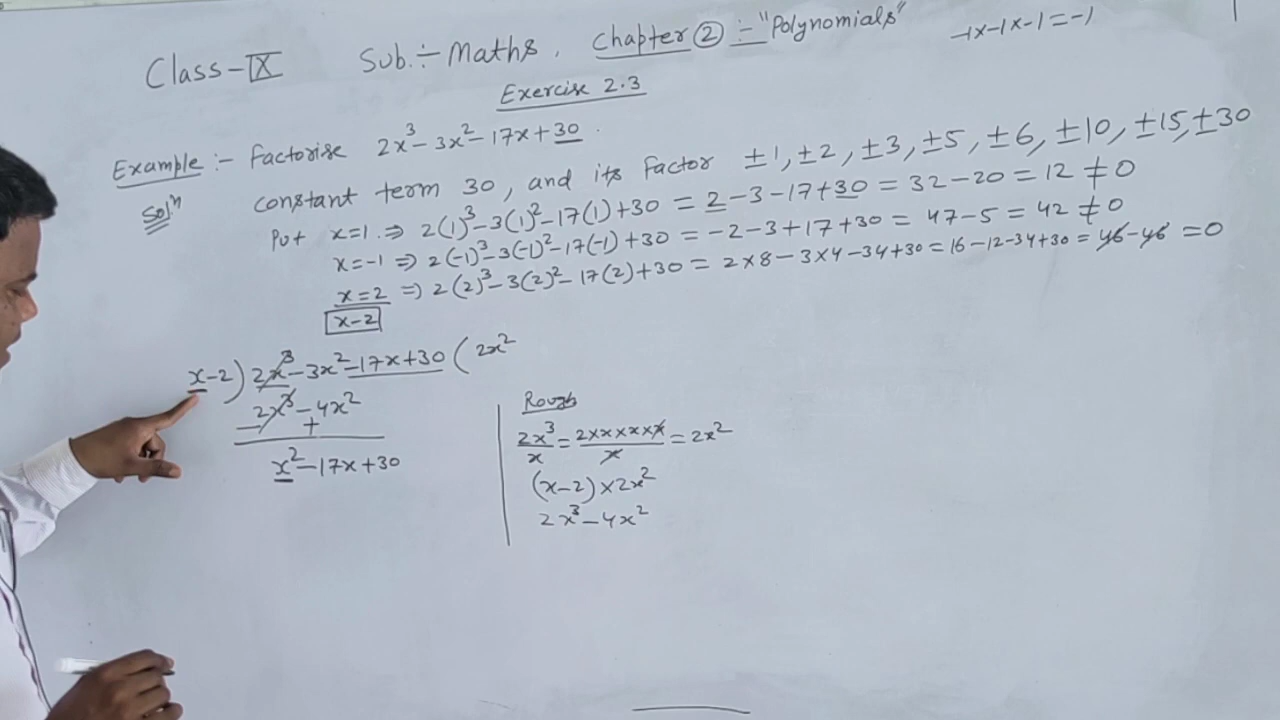 Class-IX Sub.÷ Maths, Chapter ② :- "Polynomials" -1x-1x-1=-1
Exercise 2.3
Example :- Factorise 2x³-3x²-17x+30.
Solⁿ constant term 30, and its Factor ±1, ±2, ±3, ±5, ±6, ±10, ±15, ±30
Put x=1. ⇒ 2(1)³-3(1)²-17(1)+30 = 2-3-17+30 = 32-20 = 12 ≠ 0
x=-1 ⇒ 2(-1)³-3(-1)²-17(-1)+30 = -2-3+17+30 = 47-5 = 42 ≠ 0
x=2 ⇒ 2(2)³-3(2)²-17(2)+30 = 2×8-3×4-34+30 = 16-12-34+30 = 46-46 = 0
x-2
x-2) 2x³-3x²-17x+30 ( 2x²
2x³-4x²
- +
x²-17x+30
Rough
2x³/x = 2×x×x×x/x = 2x²
(x-2)×2x²
2x³-4x²